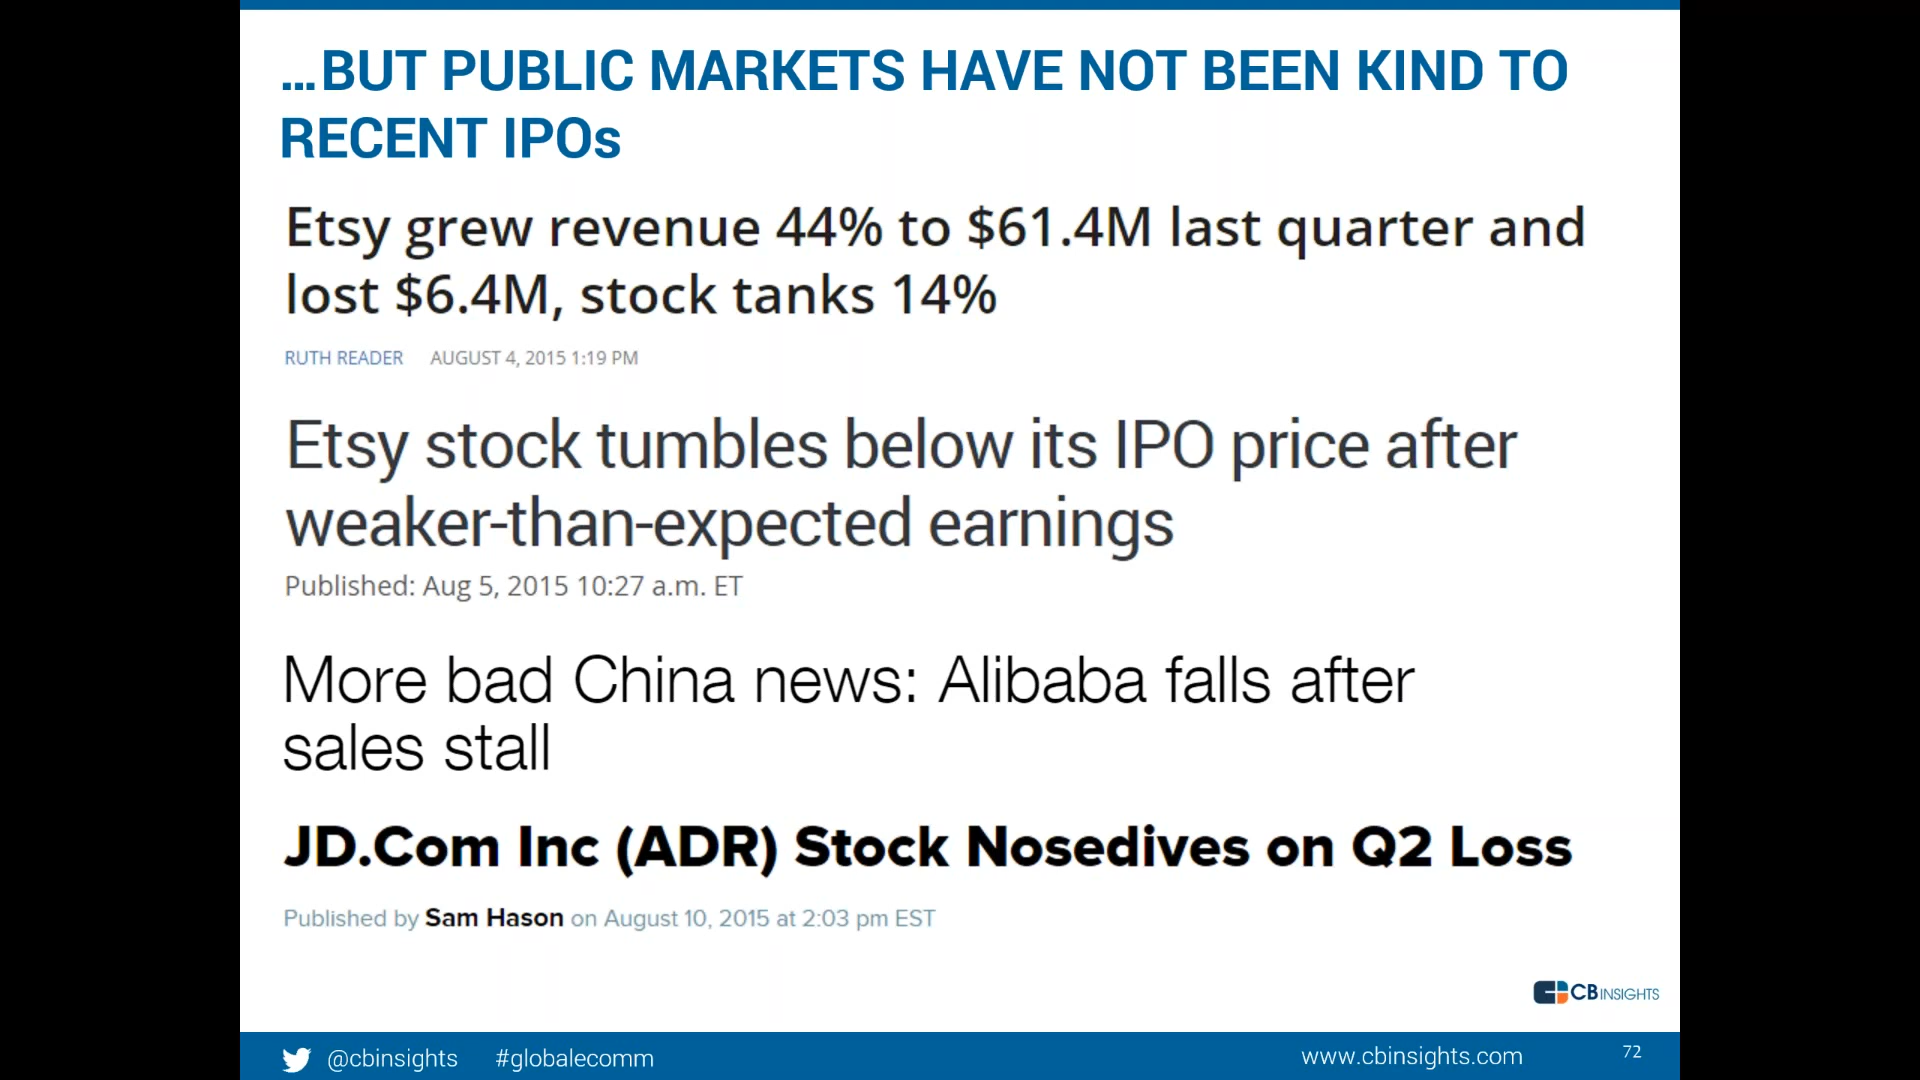 ...BUT PUBLIC MARKETS HAVE NOT BEEN KIND TO
RECENT IPOs
Etsy grew revenue 44% to $61.4M last quarter and
lost $6.4M, stock tanks 14%
RUTH READER AUGUST 4, 2015 1:19 PM
Etsy stock tumbles below its IPO price after
weaker-than-expected earnings
Published: Aug 5, 2015 10:27 a.m. ET
More bad China news: Alibaba falls after
sales stall
JD.Com Inc (ADR) Stock Nosedives on Q2 Loss
Published by Sam Hason on August 10, 2015 at 2:03 pm EST
CBINSIGHTS
@cbinsights #globalecomm www.cbinsights.com 72